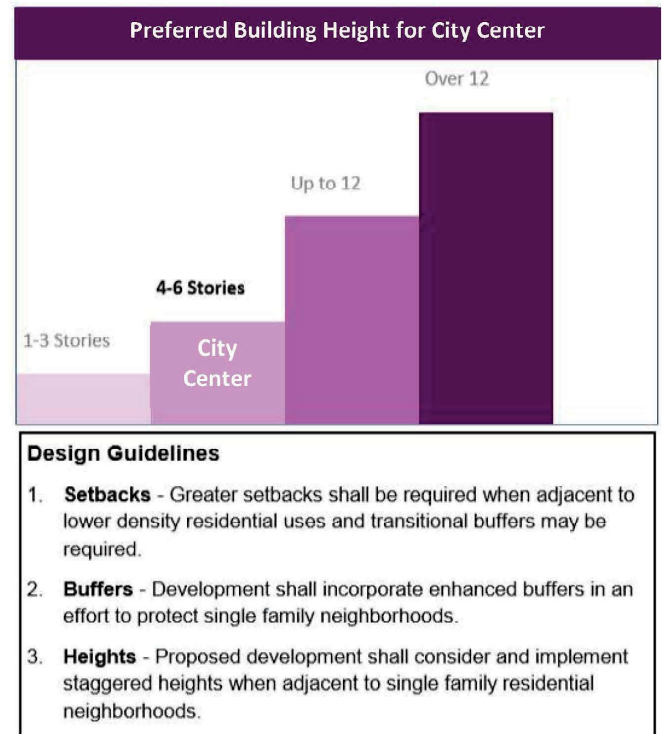 Preferred Building Height for City Center
Over 12
Up to 12
4-6 Stories
1-3 Stories
City
Center
Design Guidelines
1. Setbacks - Greater setbacks shall be required when adjacent to
lower density residential uses and transitional buffers may be
required.
2. Buffers - Development shall incorporate enhanced buffers in an
effort to protect single family neighborhoods.
3. Heights - Proposed development shall consider and implement
staggered heights when adjacent to single family residential
neighborhoods.